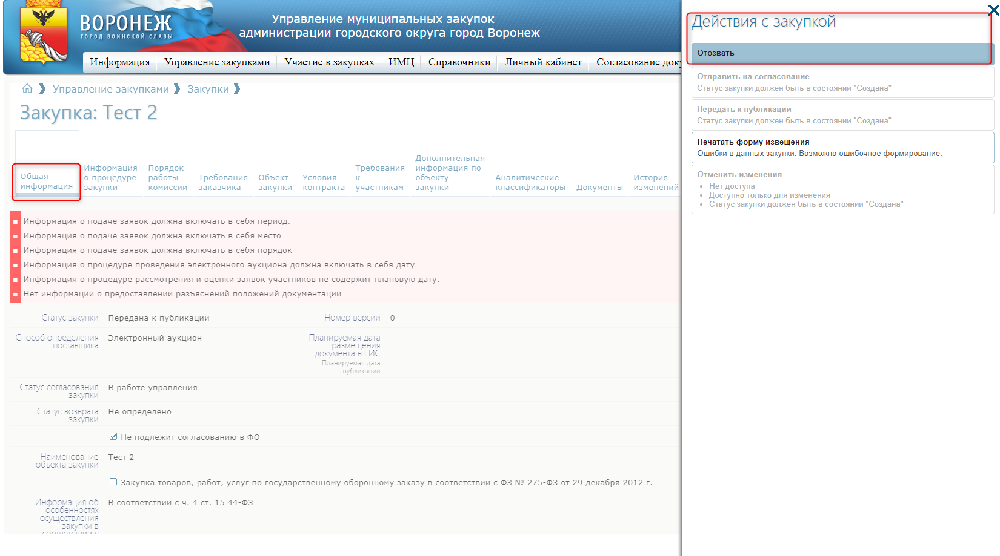 ВОРОНЕЖ
ГОРОД ВОИНСКОЙ СЛАВЫ
Управление муниципальных закупок
администрации городского округа город Воронеж
Информация
Управление закупками
Участие в закупках
ИМЦ
Справочники
Личный кабинет
Согласование доку
Управление закупками
Закупки
Закупка: Тест 2
Общая
информация
Информация
о процедуре
закупки
Порядок
работы
комиссии
Требования
заказчика
Объект
закупки
Условия
контракта
Требования
к
участникам
Дополнительная
информация по
объекту
закупки
Аналитические
классификаторы
Документы
История
изменений
Информация о подаче заявок должна включать в себя период.
Информация о подаче заявок должна включать в себя место
Информация о подаче заявок должна включать в себя порядок
Информация о процедуре проведения электронного аукциона должна включать в себя дату
Информация о процедуре рассмотрения и оценки заявок участников не содержит плановую дату.
Нет информации о предоставлении разъяснений положений документации
Статус закупки
Передана к публикации
Номер версии
0
Способ определения
поставщика
Электронный аукцион
Планируемая дата
размещения
документа в ЕИС
Планируемая дата
публикации
-
Статус согласования
закупки
В работе управления
Статус возврата
закупки
Не определено
Не подлежит согласованию в ФО
Наименование
объекта закупки
Тест 2
Закупка товаров, работ, услуг по государственному оборонному заказу в соответствии с ФЗ № 275-ФЗ от 29 декабря 2012 г.
Информация об
особенностях
осуществления
закупки в
соответствии с
В соответствии с ч. 4 ст. 15 44-ФЗ
Действия с закупкой
Отозвать
Отправить на согласование
Статус закупки должен быть в состоянии "Создана"
Передать к публикации
Статус закупки должен быть в состоянии "Создана"
Печатать форму извещения
Ошибки в данных закупки. Возможно ошибочное формирование.
Отменить изменения
Нет доступа
Доступно только для изменения
Статус закупки должен быть в состоянии "Создана"